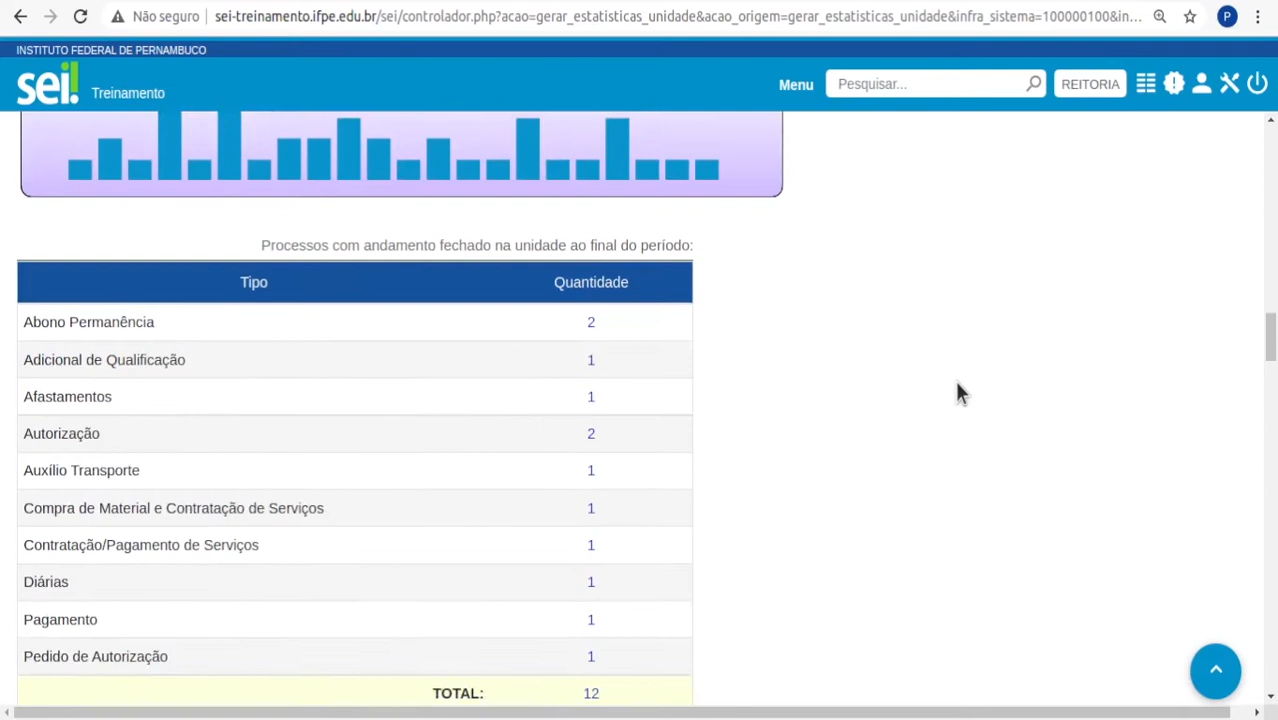 Não seguro
sei-treinamento.ifpe.edu.br/sei/controlador.php?acao=gerar_estatisticas_unidade&acao_origem=gerar_estatisticas_unidade&infra_sistema=100000100&in...
P
INSTITUTO FEDERAL DE PERNAMBUCO
sei!
Treinamento
Menu
Pesquisar...
REITORIA
Processos com andamento fechado na unidade ao final do período:
Tipo Quantidade
Abono Permanência 2
Adicional de Qualificação 1
Afastamentos 1
Autorização 2
Auxílio Transporte 1
Compra de Material e Contratação de Serviços 1
Contratação/Pagamento de Serviços 1
Diárias 1
Pagamento 1
Pedido de Autorização 1
TOTAL: 12